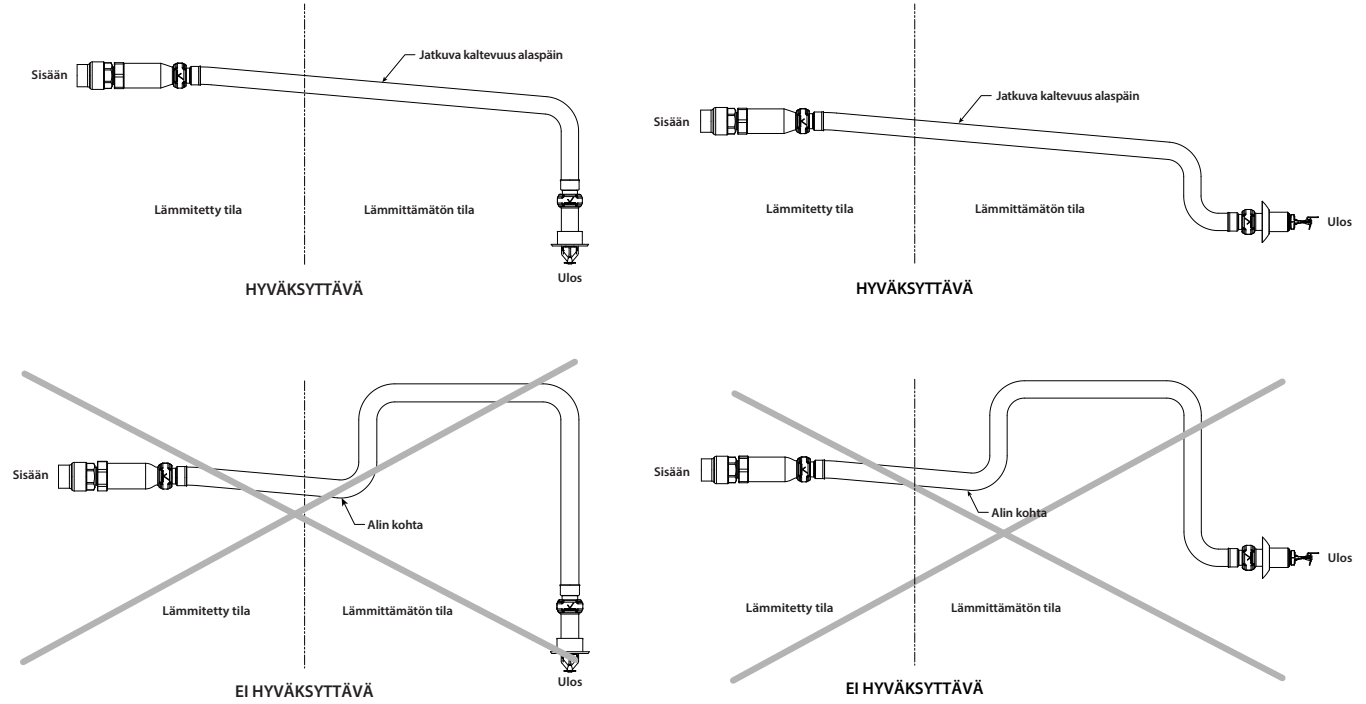 Jatkuva kaltevuus alaspäin
Sisään
Lämmitetty tila
Lämmittämätön tila
Ulos
HYVÄKSYTTÄVÄ
Jatkuva kaltevuus alaspäin
Sisään
Lämmitetty tila
Lämmittämätön tila
Ulos
HYVÄKSYTTÄVÄ
Sisään
Alin kohta
Lämmitetty tila
Lämmittämätön tila
Ulos
EI HYVÄKSYTTÄVÄ
Sisään
Alin kohta
Ulos
Lämmitetty tila
Lämmittämätön tila
EI HYVÄKSYTTÄVÄ